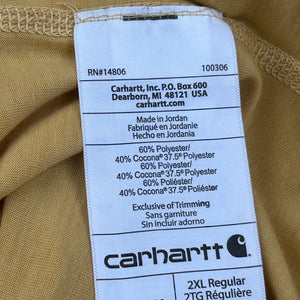 RN#14806 100306
Carhartt, Inc. P.O. Box 600
Dearborn, MI 48121 USA
carhartt.com
Made in Jordan
Fabriqué en Jordanie
Hecho en Jordania
60% Polyester/
40% Cocona® 37.5® Polyester/
60% Polyester/
40% Cocona® 37.5® Polyester/
60% Poliéster/
40% Cocona® 37.5® Poliéster
Exclusive of Trimming
Sans garniture
Sin incluir adorno
carhartt
2XL Regular
2TG Régulière